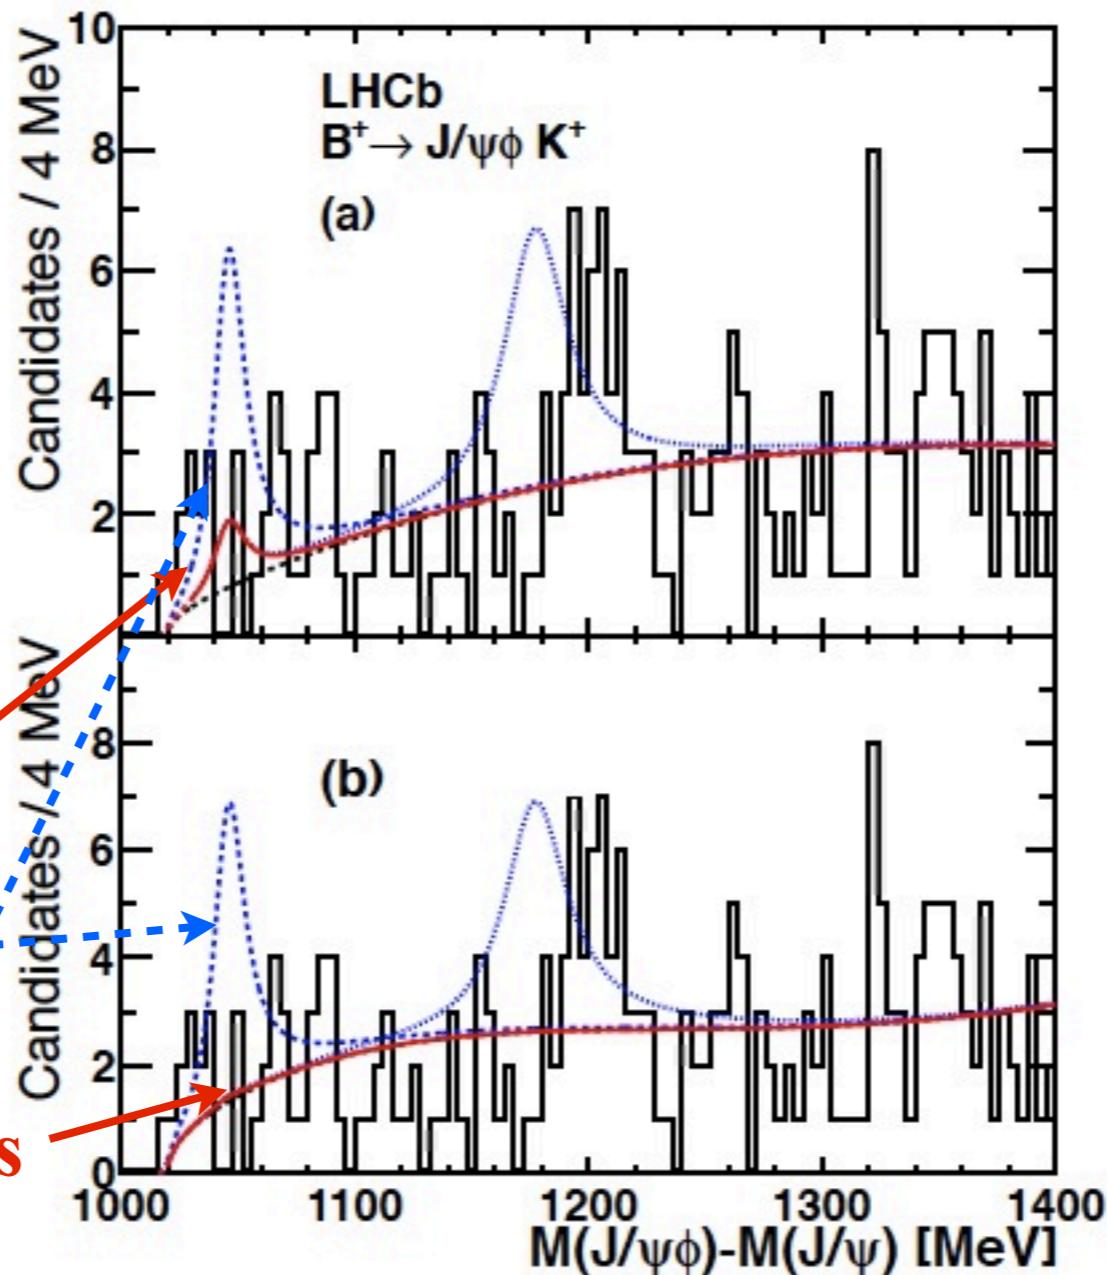 10
8
6
4
2
Candidates / 4 MeV
LHCb
B⁺→ J/ψϕ K⁺
(a)
8
6
4
2
0
Candidates / 4 MeV
(b)
s
1000 1100 1200 1300 1400
M(J/ψϕ)-M(J/ψ) [MeV]